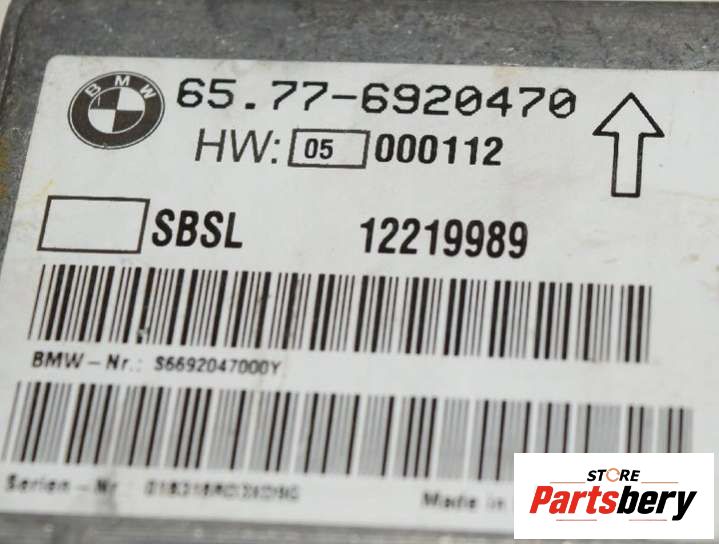 BMW
65.77-6920470
HW: 05 000112
SBSL 12219989
BMW-Nr.: S6692047000Y
Serien-Nr.:
Made in
STORE
Partsbery